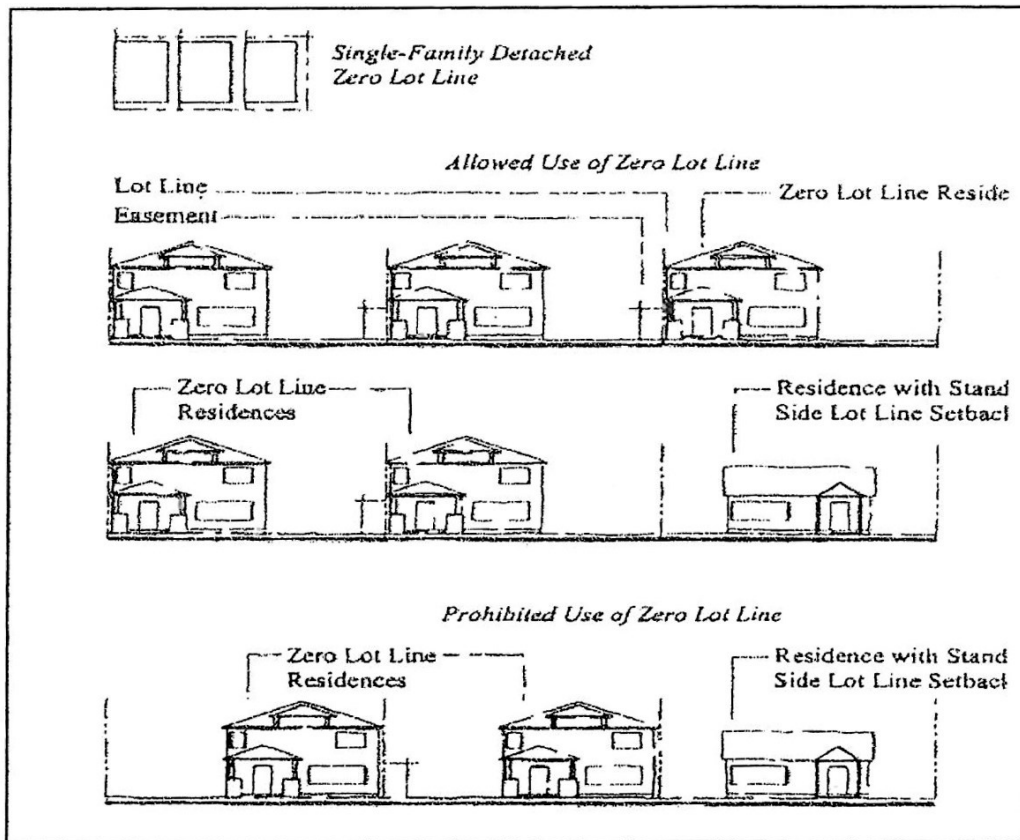 Single-Family Detached
Zero Lot Line
Allowed Use of Zero Lot Line
Lot Line
Zero Lot Line Reside
Easement
Zero Lot Line
Residences
Residence with Stand
Side Lot Line Setbacl
Prohibited Use of Zero Lot Line
Zero Lot Line
Residences
Residence with Stand
Side Lot Line Setbacl